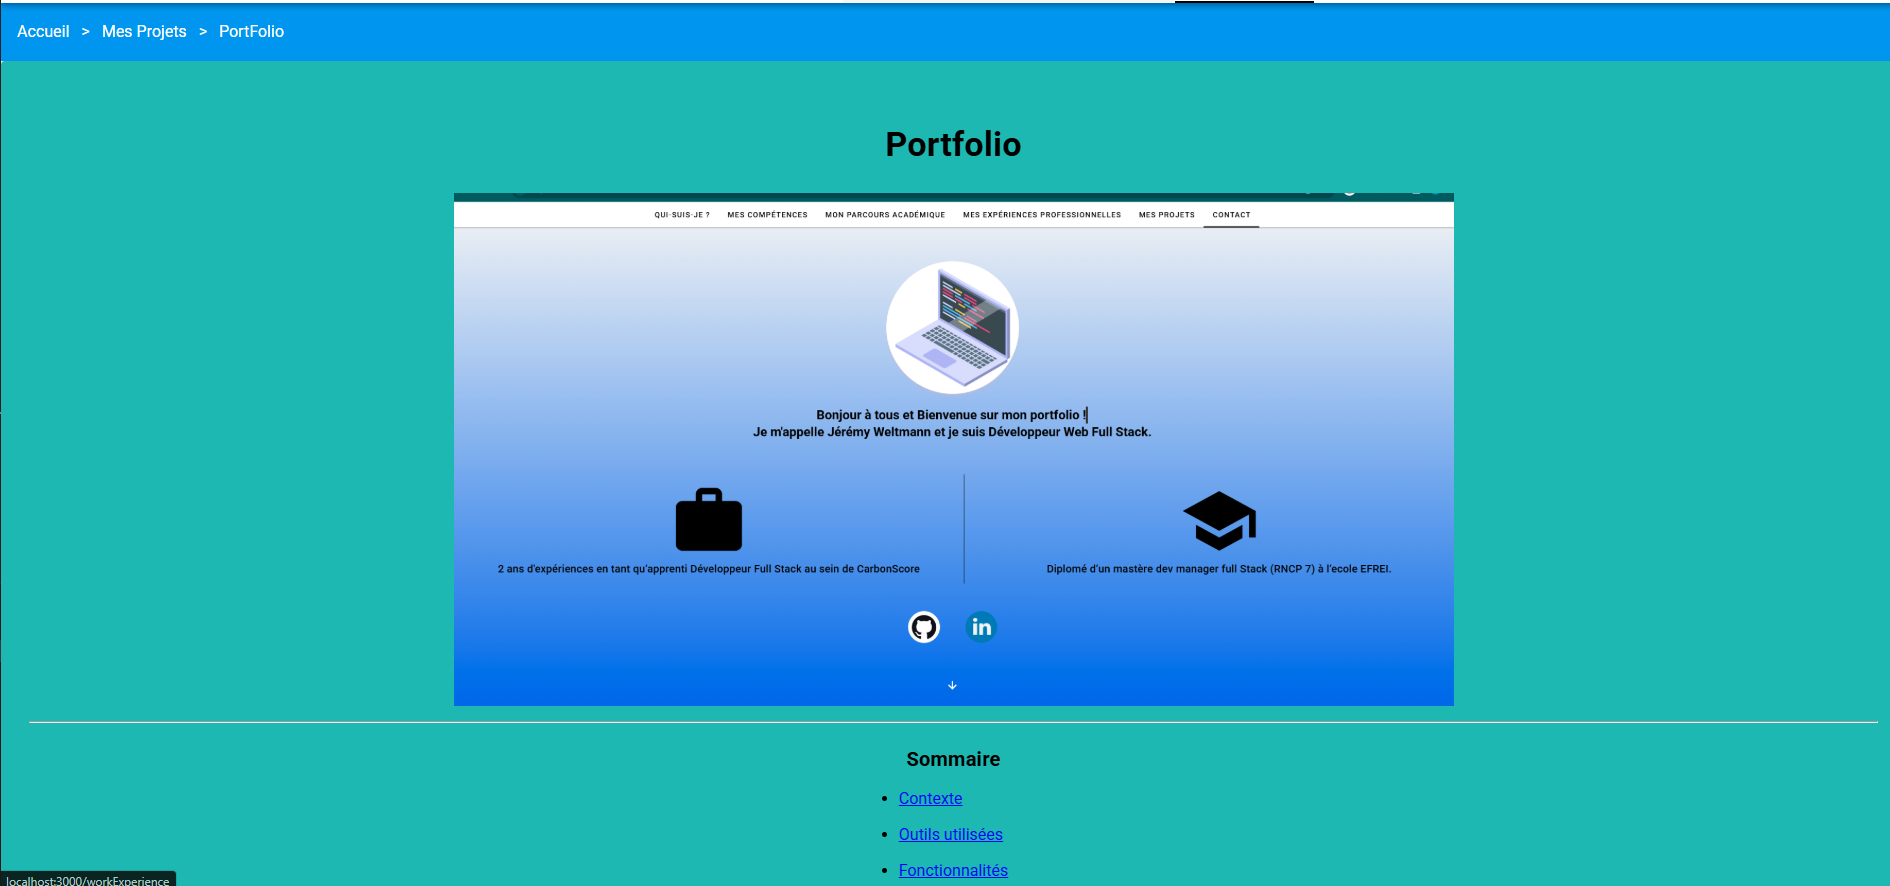 Accueil > Mes Projets > PortFolio
Portfolio
QUI-SUIS-JE ? MES COMPÉTENCES MON PARCOURS ACADÉMIQUE MES EXPÉRIENCES PROFESSIONNELLES MES PROJETS CONTACT
Bonjour à tous et Bienvenue sur mon portfolio !
Je m'appelle Jérémy Weltmann et je suis Développeur Web Full Stack.
2 ans d'expériences en tant qu'apprenti Développeur Full Stack au sein de CarbonScore
Diplomé d'un mastère dev manager full Stack (RNCP 7) à l'ecole EFREI.
in
Sommaire
Contexte
Outils utilisées
Fonctionnalités
localhost:3000/workExperience